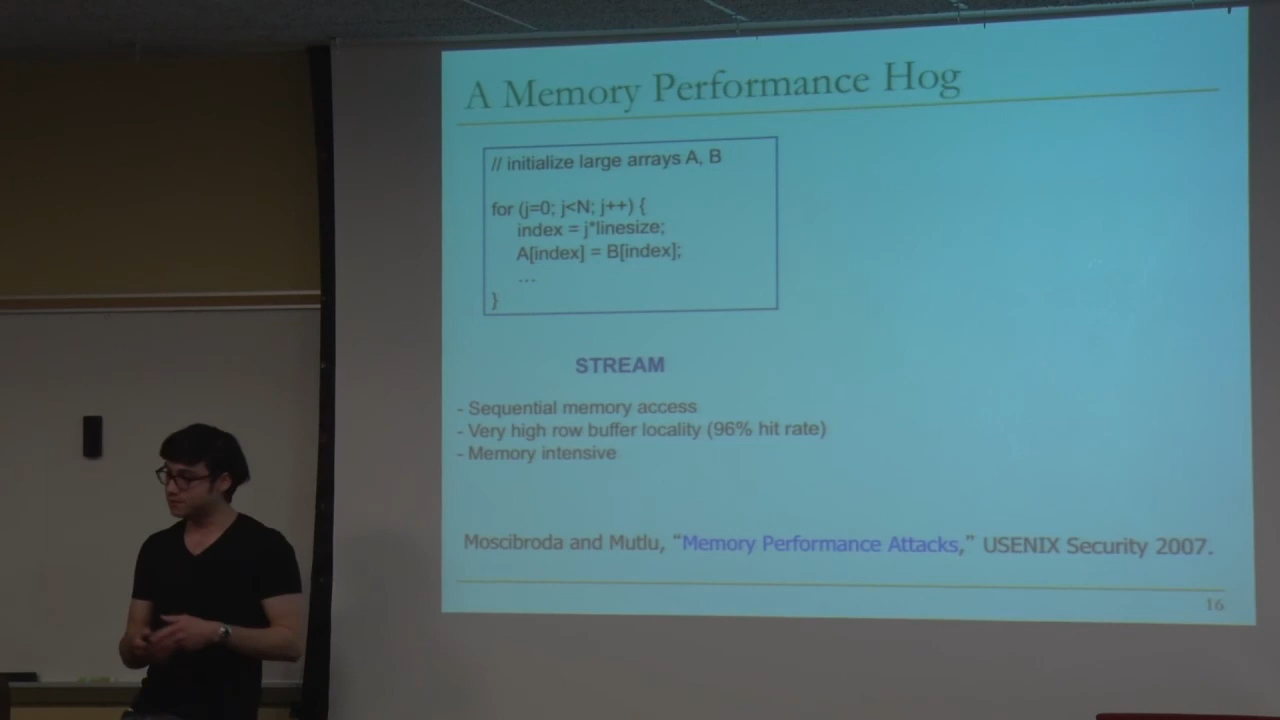 A Memory Performance Hog
// initialize large arrays A, B
for (j=0; j<N; j++) {
index = j*linesize;
A[index] = B[index];
…
}
STREAM
- Sequential memory access
- Very high row buffer locality (96% hit rate)
- Memory intensive
Moscibroda and Mutlu, “Memory Performance Attacks,” USENIX Security 2007.
16